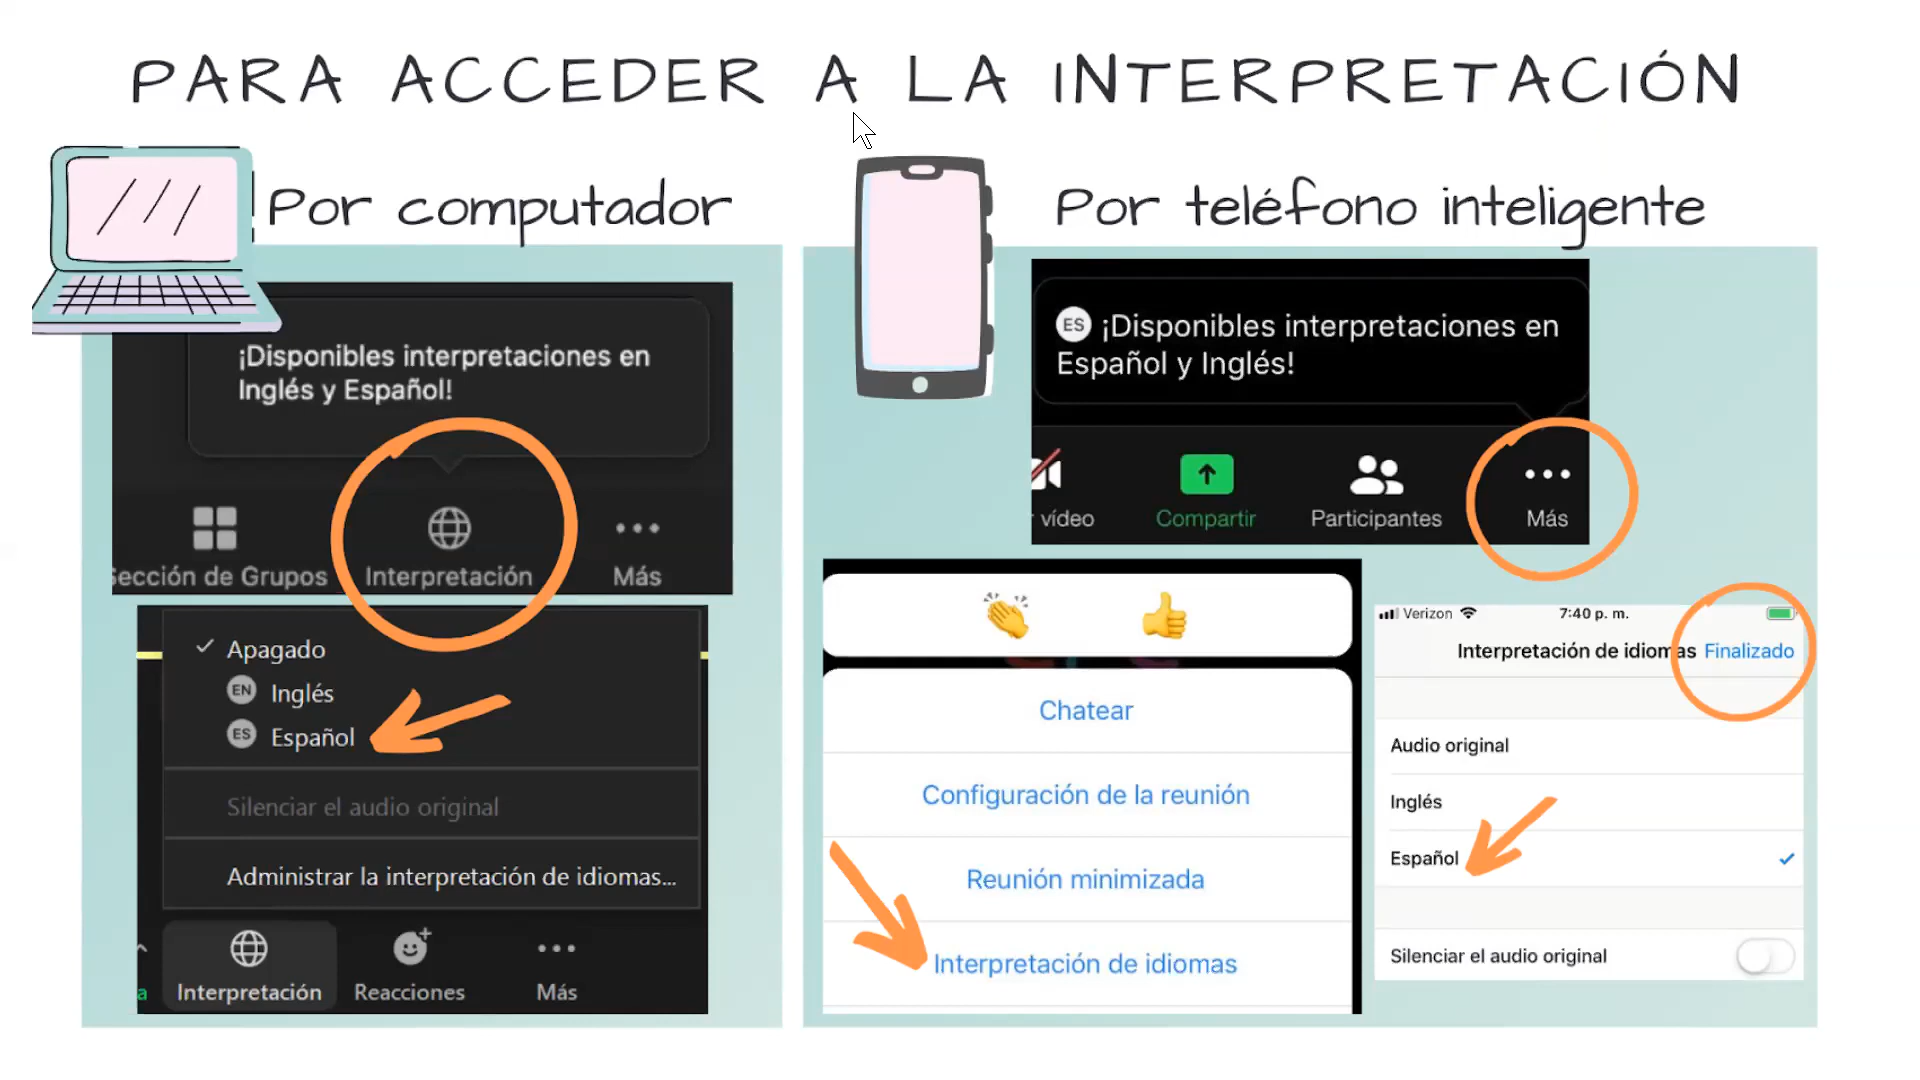 PARA ACCEDER A LA INTERPRETACIÓN
Por computador
¡Disponibles interpretaciones en
Inglés y Español!
Sección de Grupos
Interpretación
Más
Apagado
EN Inglés
ES Español
Silenciar el audio original
Administrar la interpretación de idiomas...
a
Interpretación
Reacciones
Más
Por teléfono inteligente
ES ¡Disponibles interpretaciones en
Español y Inglés!
vídeo
Compartir
Participantes
Más
Chatear
Configuración de la reunión
Reunión minimizada
Interpretación de idiomas
Verizon 7:40 p. m.
Interpretación de idiomas Finalizado
Audio original
Inglés
Español
Silenciar el audio original